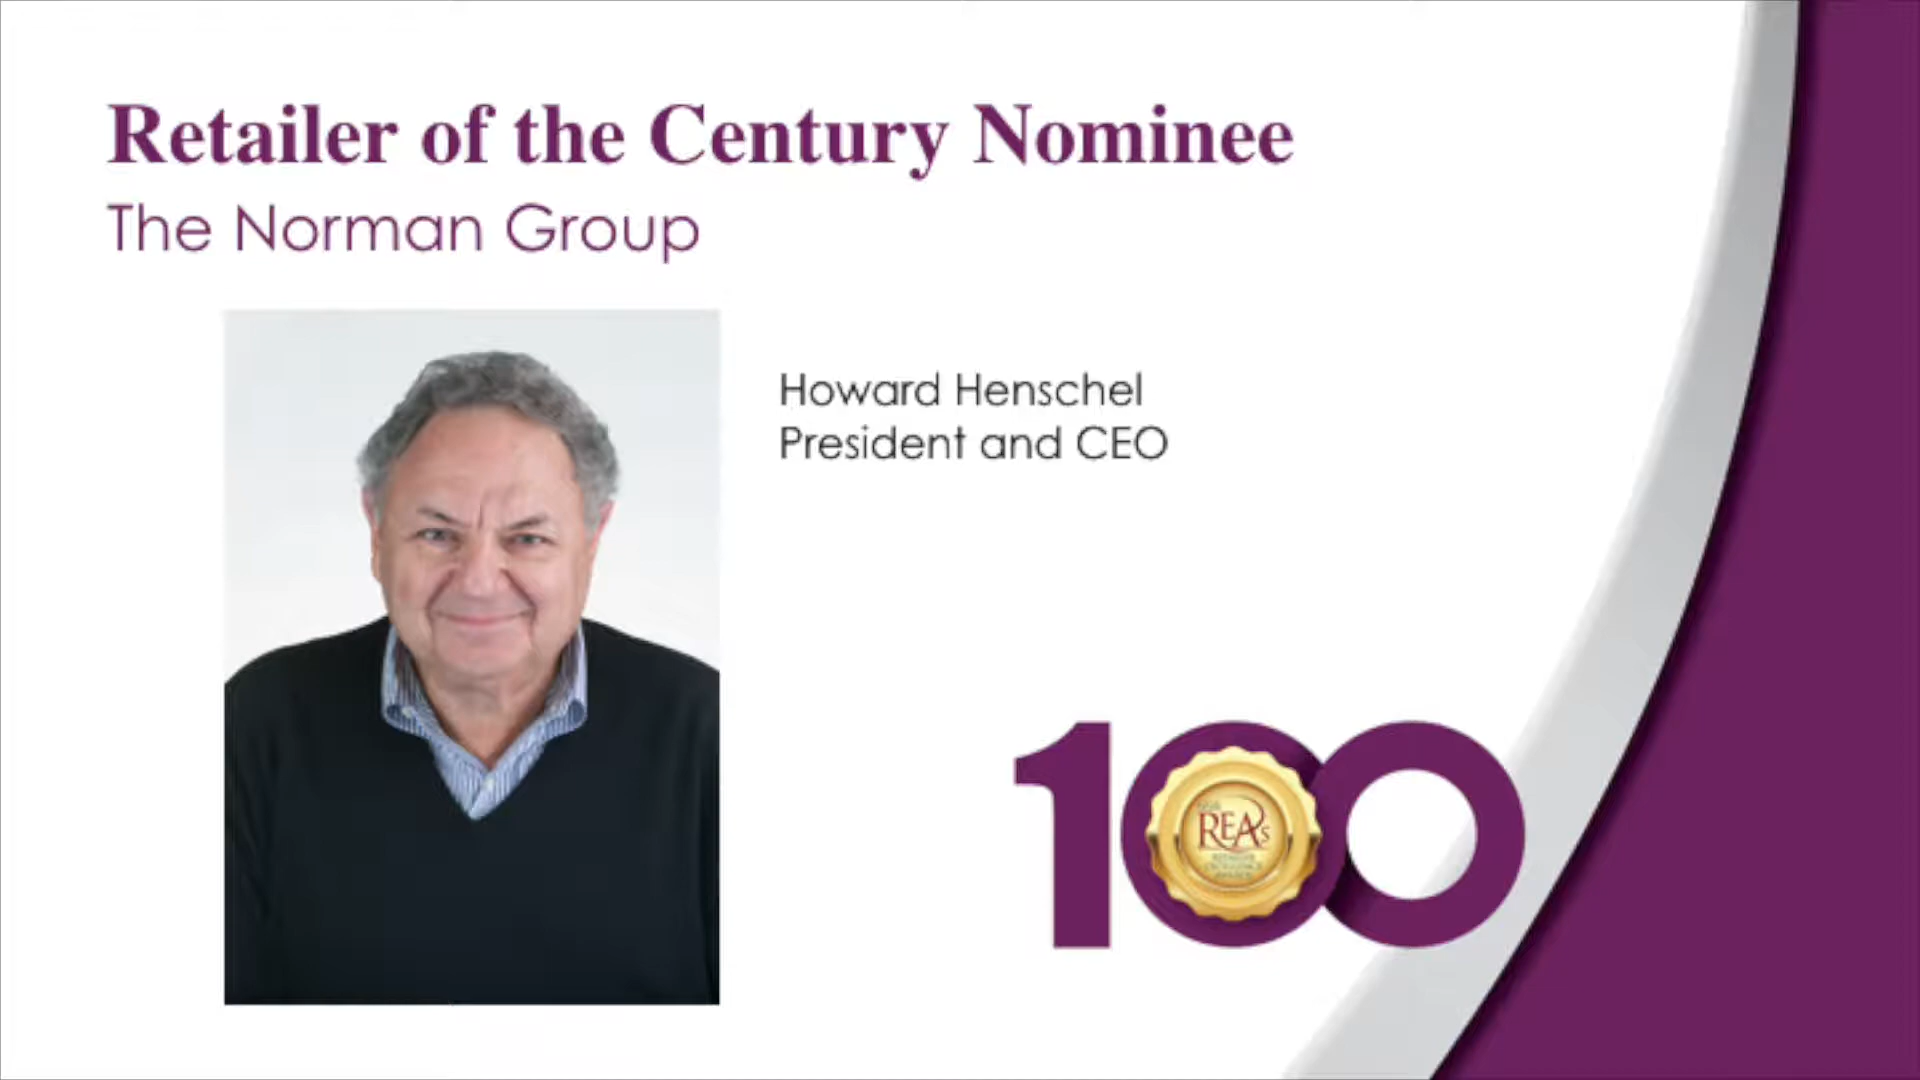 Retailer of the Century Nominee
The Norman Group
Howard Henschel
President and CEO
100
REAs